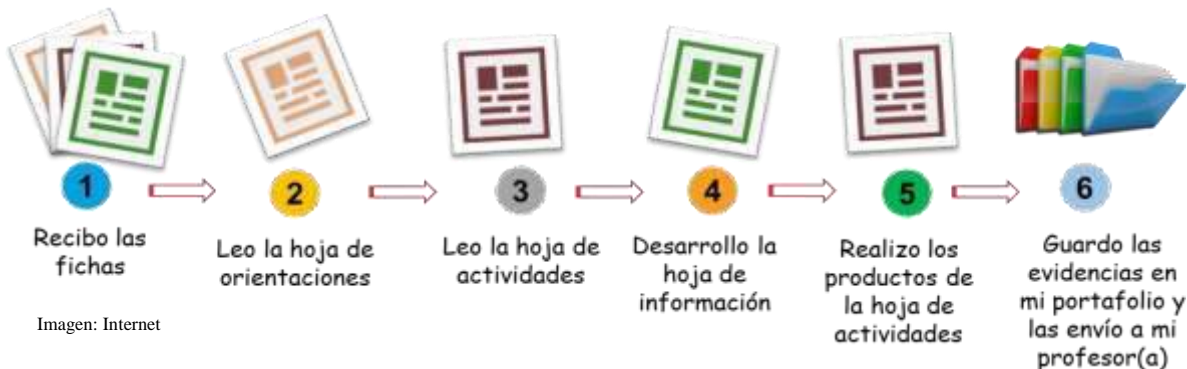 1
Recibo las
fichas
2
Leo la hoja de
orientaciones
3
Leo la hoja de
actividades
4
Desarrollo la
hoja de
información
5
Realizo los
productos de
la hoja de
actividades
6
Guardo las
evidencias en
mi portafolio y
las envío a mi
profesor(a)
Imagen: Internet